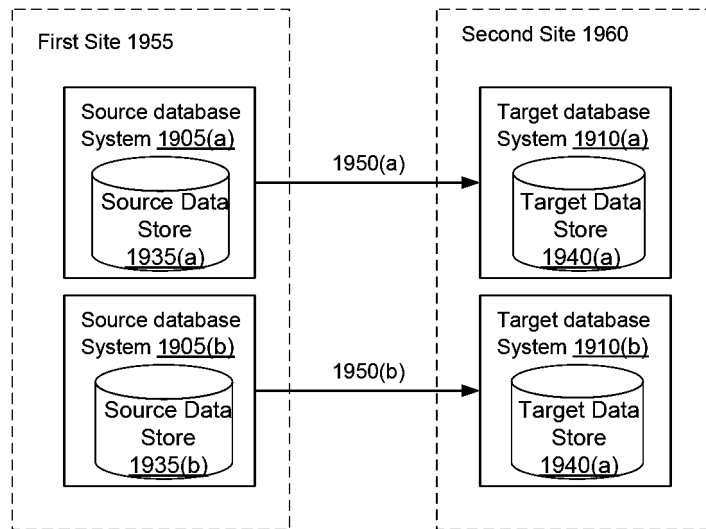 First Site 1955
Second Site 1960
Source database
System 1905(a)
Source Data
Store
1935(a)
1950(a)
Target database
System 1910(a)
Target Data
Store
1940(a)
Source database
System 1905(b)
Source Data
Store
1935(b)
1950(b)
Target database
System 1910(b)
Target Data
Store
1940(a)